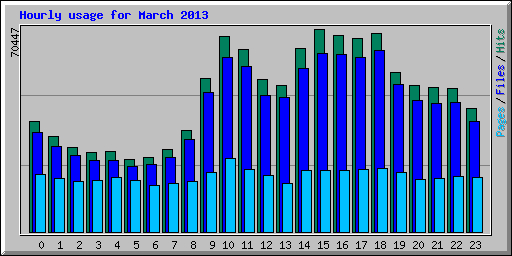 Hourly usage for March 2013
70447
Pages / Files / Hits
0 1 2 3 4 5 6 7 8 9 10 11 12 13 14 15 16 17 18 19 20 21 22 23